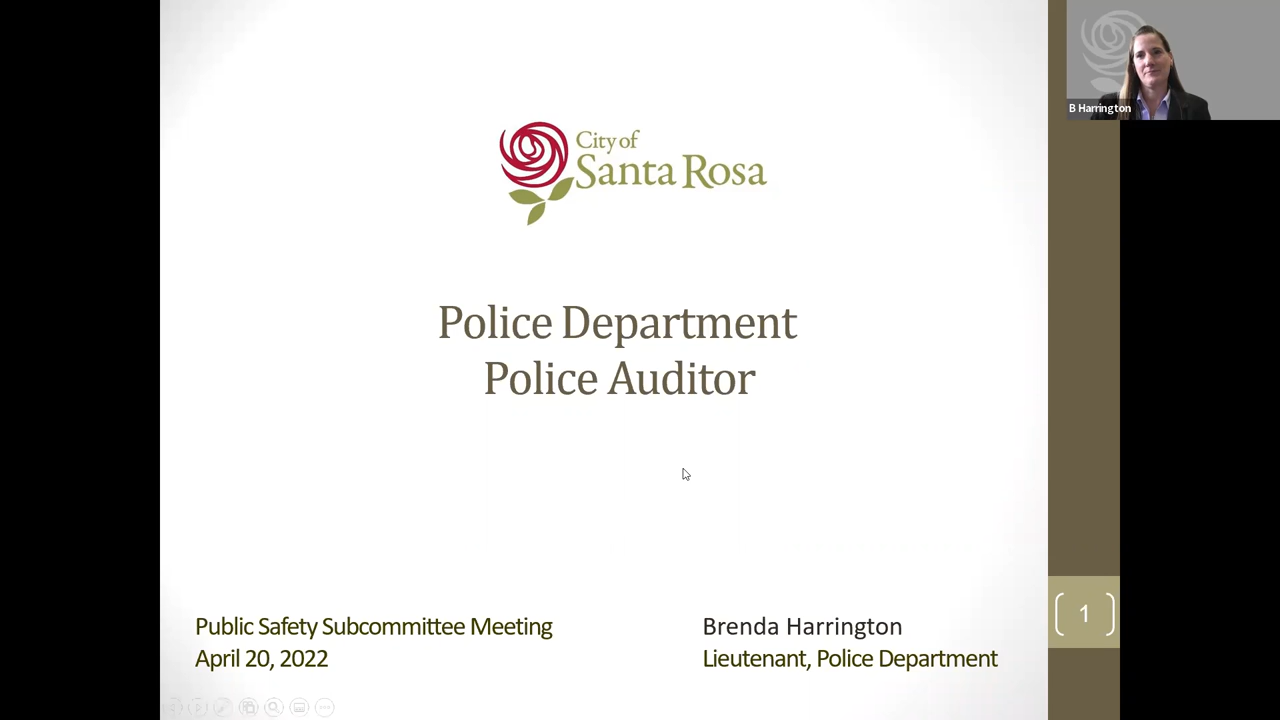 B Harrington
City of
Santa Rosa
Police Department
Police Auditor
Public Safety Subcommittee Meeting
April 20, 2022
Brenda Harrington
Lieutenant, Police Department
1